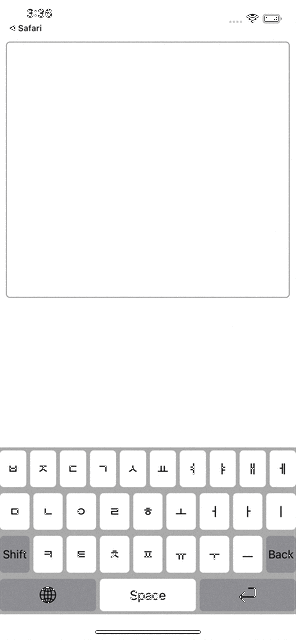 3:36
Safari
ㅂ ㅈ ㄷ ㄱ ㅅ ㅛ ㅕ ㅑ ㅐ ㅔ
ㅁ ㄴ ㅇ ㄹ ㅎ ㅗ ㅓ ㅏ ㅣ
Shift ㅋ ㅌ ㅊ ㅍ ㅠ ㅜ ㅡ Back
Space